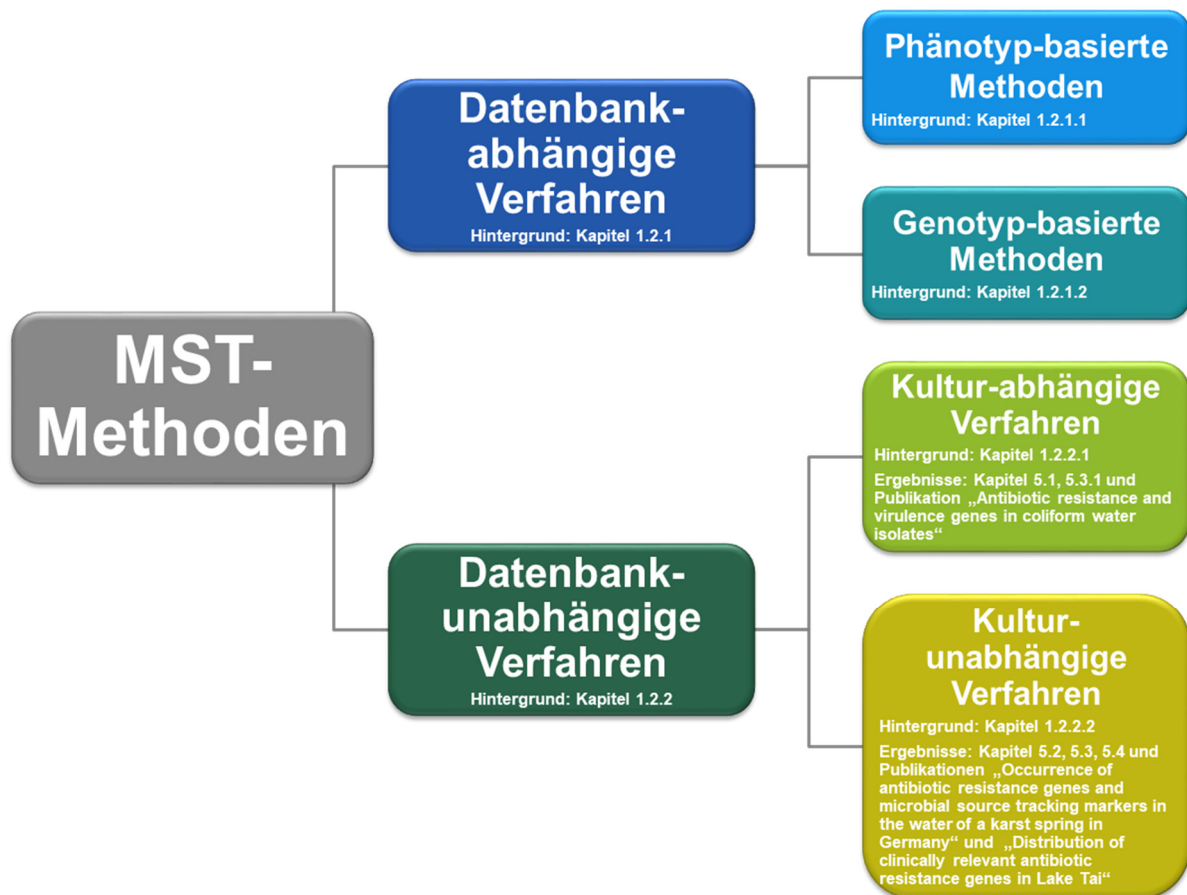 MST-
Methoden
Datenbank-
abhängige
Verfahren
Hintergrund: Kapitel 1.2.1
Phänotyp-basierte
Methoden
Hintergrund: Kapitel 1.2.1.1
Genotyp-basierte
Methoden
Hintergrund: Kapitel 1.2.1.2
Datenbank-
unabhängige
Verfahren
Hintergrund: Kapitel 1.2.2
Kultur-abhängige
Verfahren
Hintergrund: Kapitel 1.2.2.1
Ergebnisse: Kapitel 5.1, 5.3.1 und
Publikation „Antibiotic resistance and
virulence genes in coliform water
isolates“
Kultur-
unabhängige
Verfahren
Hintergrund: Kapitel 1.2.2.2
Ergebnisse: Kapitel 5.2, 5.3, 5.4 und
Publikationen „Occurrence of
antibiotic resistance genes and
microbial source tracking markers in
the water of a karst spring in
Germany“ und „Distribution of
clinically relevant antibiotic
resistance genes in Lake Tai“